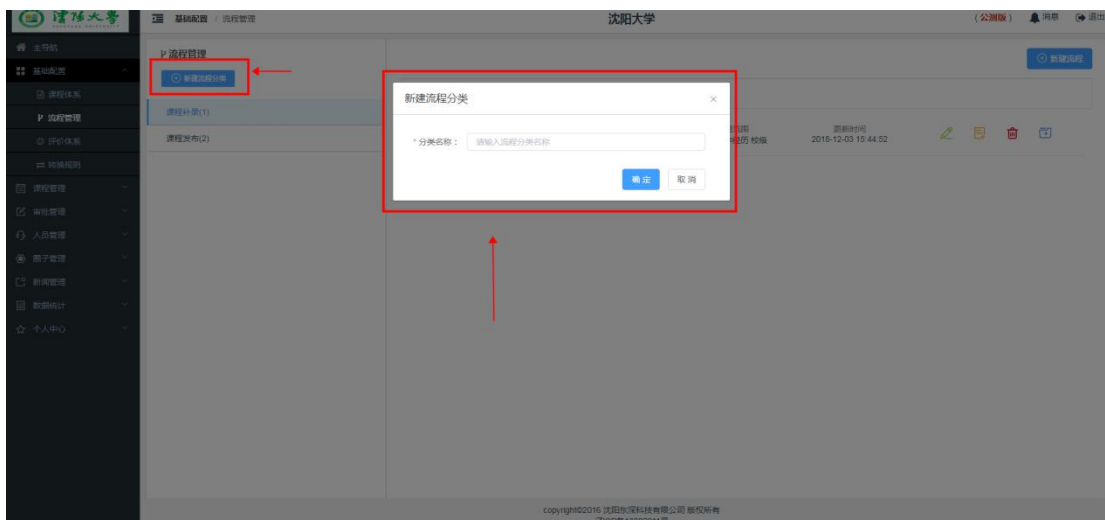 沈阳大学
SHENYANG UNIVERSITY
基础配置 / 流程管理
沈阳大学
(公测版)
消息
退出
主导航
基础配置
课程体系
流程管理
评价体系
转换规则
课程管理
审批管理
人员管理
圈子管理
新闻管理
数据统计
个人中心
流程管理
新建流程分类
课程补录(1)
课程发布(2)
新建流程
新建流程分类
×
* 分类名称：
请输入流程分类名称
确定
取消
校级
更新时间
2018-12-03 15:44:52
copyright©2016 沈阳东深科技有限公司 版权所有